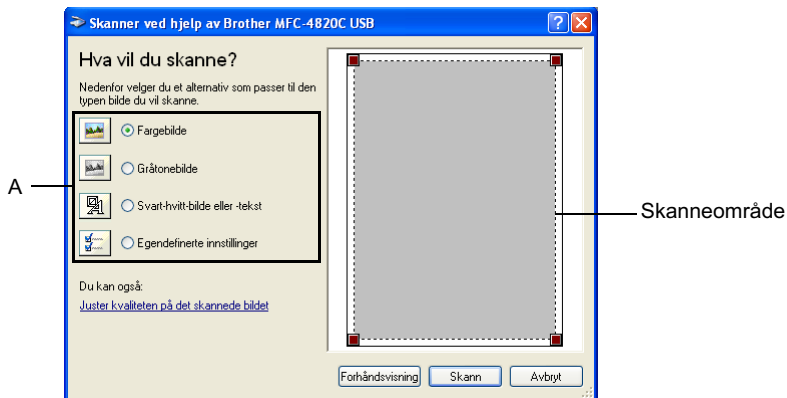 Skanner ved hjelp av Brother MFC-4820C USB
Hva vil du skanne?
Nedenfor velger du et alternativ som passer til den
typen bilde du vil skanne.
Fargebilde
Gråtonebilde
Svart-hvitt-bilde eller -tekst
Egendefinerte innstillinger
A
Skanneområde
Du kan også:
Juster kvaliteten på det skannede bildet
Forhåndsvisning
Skann
Avbryt